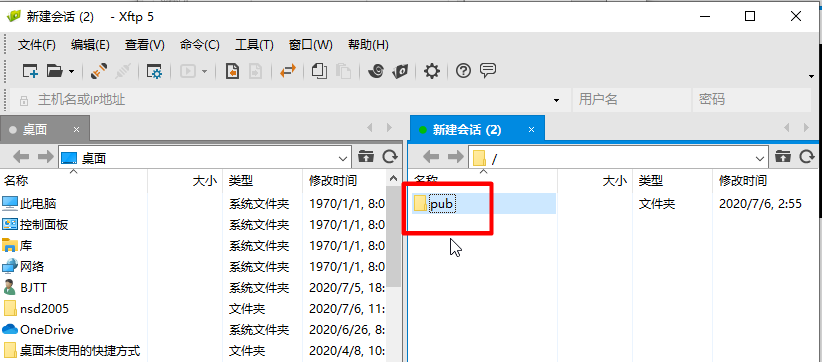 新建会话 (2) - Xftp 5
文件(F) 编辑(E) 查看(V) 命令(C) 工具(T) 窗口(W) 帮助(H)
主机名或IP地址 用户名 密码
桌面 × 新建会话 (2) ×
桌面 /
名称 大小 类型 修改时间 名称 大小 类型 修改时间
此电脑 系统文件夹 1970/1/1, 8:0 pub 文件夹 2020/7/6, 2:55
控制面板 系统文件夹 1970/1/1, 8:0
库 系统文件夹 1970/1/1, 8:0
网络 系统文件夹 1970/1/1, 8:0
BJTT 系统文件夹 2020/7/5, 18:
nsd2005 文件夹 2020/7/6, 11:
OneDrive 系统文件夹 2020/6/26, 8:
桌面未使用的快捷方式 文件夹 2020/4/8, 10: